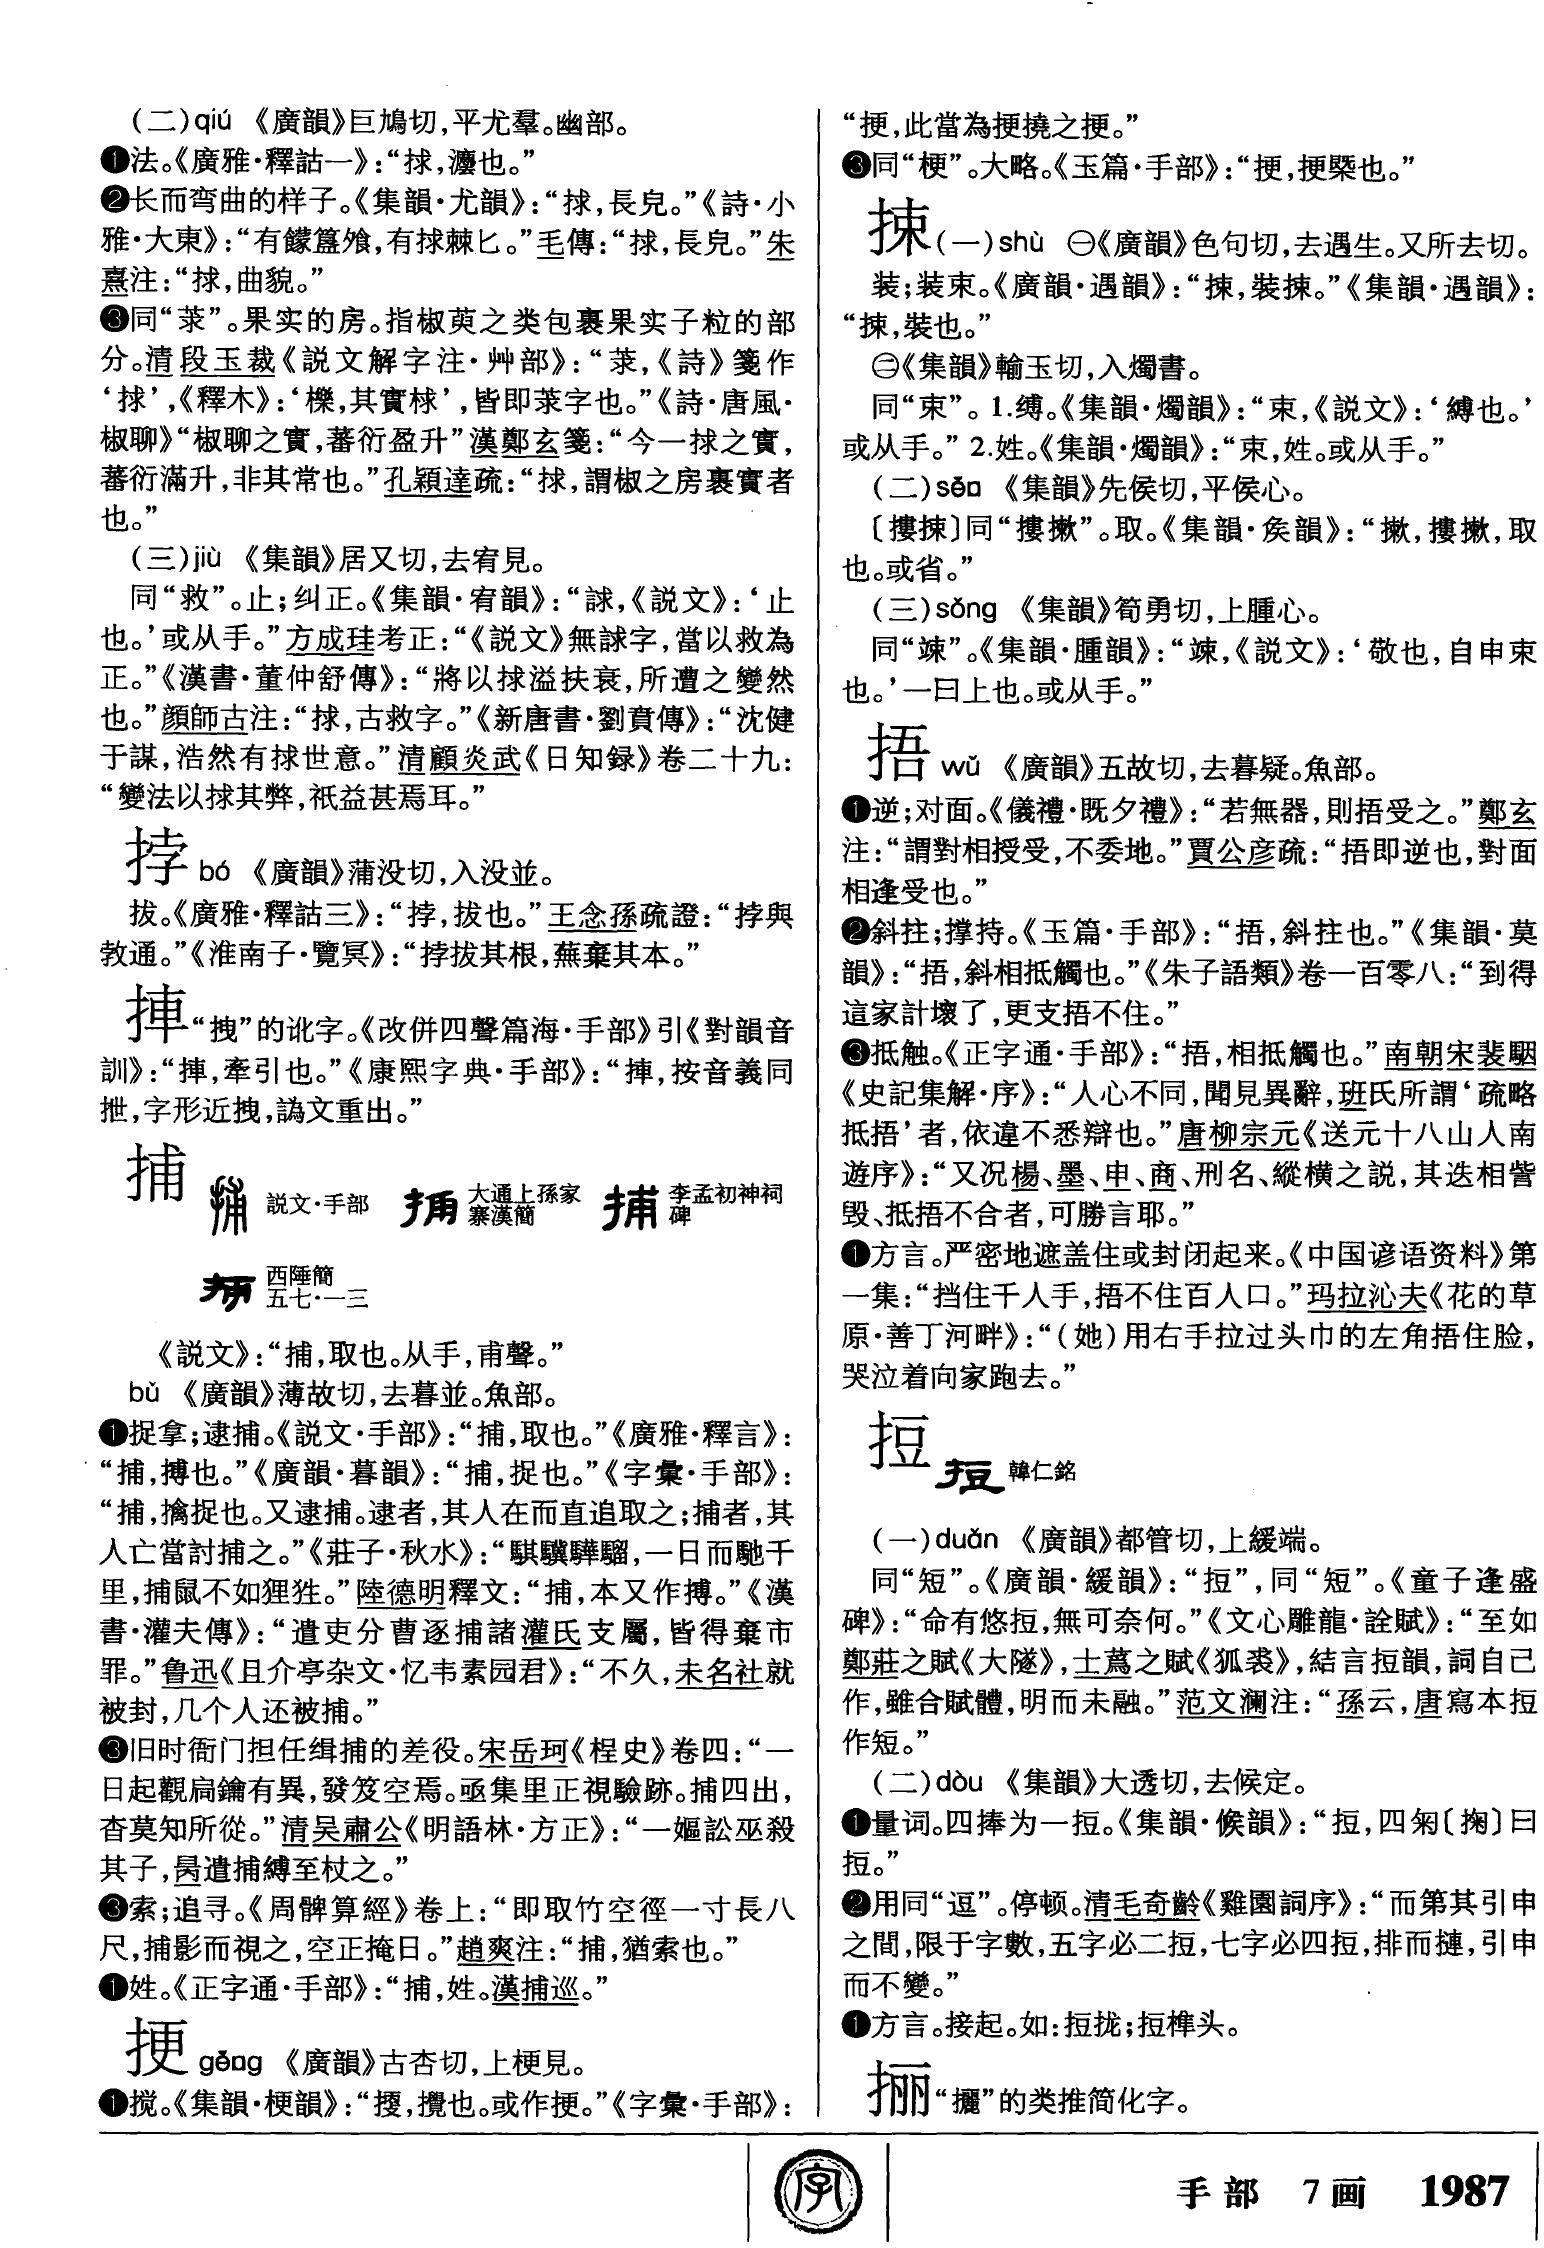 (二)qiú 《廣韻》巨鳩切,平尤羣。幽部。
❶法。《廣雅·釋詁一》:“捄,灋也。”
❷长而弯曲的样子。《集韻·尤韻》:“捄,長皃。”《詩·小
雅·大東》:“有饛簋飧,有捄棘匕。”毛傳:“捄,長皃。”朱
熹注:“捄,曲貌。”
❸同“莍”。果实的房。指椒萸之类包裹果实子粒的部
分。清段玉裁《説文解字注·艸部》:“莍,《詩》箋作
‘捄’,《釋木》:‘櫟,其實梂’,皆即莍字也。”《詩·唐風·
椒聊》“椒聊之實,蕃衍盈升”漢鄭玄箋:“今一捄之實,
蕃衍滿升,非其常也。”孔穎達疏:“捄,謂椒之房裹實者
也。”
(三)jiù 《集韻》居又切,去宥見。
同“救”。止;纠正。《集韻·宥韻》:“䛮,《説文》:‘止
也。’或从手。”方成珪考正:“《説文》無䛮字,當以救為
正。”《漢書·董仲舒傳》:“將以捄溢扶衰,所遭之變然
也。”顔師古注:“捄,古救字。”《新唐書·劉蕡傳》:“沈健
于謀,浩然有捄世意。”清顧炎武《日知録》卷二十九:
“變法以捄其弊,祇益甚焉耳。”
挬 bó 《廣韻》蒲没切,入没並。
拔。《廣雅·釋詁三》:“挬,拔也。”王念孫疏證:“挬與
㪍通。”《淮南子·覽冥》:“挬拔其根,蕪棄其本。”
捙 “拽”的讹字。《改併四聲篇海·手部》引《對韻音
訓》:“捙,牽引也。”《康熙字典·手部》:“捙,按音義同
抴,字形近拽,譌文重出。”
捕 説文·手部 大通上孫家寨漢簡 李孟初神祠碑
西陲簡五七·一三
《説文》:“捕,取也。从手,甫聲。”
bǔ 《廣韻》薄故切,去暮並。魚部。
❶捉拿;逮捕。《説文·手部》:“捕,取也。”《廣雅·釋言》:
“捕,搏也。”《廣韻·暮韻》:“捕,捉也。”《字彙·手部》:
“捕,擒捉也。又逮捕。逮者,其人在而直追取之;捕者,其
人亡當討捕之。”《莊子·秋水》:“騏驥驊騮,一日而馳千
里,捕鼠不如狸狌。”陸德明釋文:“捕,本又作搏。”《漢
書·灌夫傳》:“遣吏分曹逐捕諸灌氏支屬,皆得棄市
罪。”鲁迅《且介亭杂文·忆韦素园君》:“不久,未名社就
被封,几个人还被捕。”
❸旧时衙门担任缉捕的差役。宋岳珂《桯史》卷四:“一
日起觀扃鑰有異,發笈空焉。亟集里正視驗跡。捕四出,
杳莫知所從。”清吴肅公《明語林·方正》:“一嫗訟巫殺
其子,昺遣捕縛至杖之。”
❸索;追寻。《周髀算經》卷上:“即取竹空徑一寸長八
尺,捕影而視之,空正掩日。”趙爽注:“捕,猶索也。”
❶姓。《正字通·手部》:“捕,姓。漢捕巡。”
挭 gěng 《廣韻》古杏切,上梗見。
❶搅。《集韻·梗韻》:“㨘,攪也。或作挭。”《字彙·手部》:
“挭,此當為挭撓之挭。”
❸同“梗”。大略。《玉篇·手部》:“挭,挭槩也。”
捒 (一)shù ㊀《廣韻》色句切,去遇生。又所去切。
装;装束。《廣韻·遇韻》:“捒,裝捒。”《集韻·遇韻》:
“捒,裝也。”
㊁《集韻》輸玉切,入燭書。
同“束”。1.缚。《集韻·燭韻》:“束,《説文》:‘縛也。’
或从手。” 2.姓。《集韻·燭韻》:“束,姓。或从手。”
(二)sōu 《集韻》先侯切,平侯心。
〔摟捒〕同“摟擻”。取。《集韻·矦韻》:“擻,摟擻,取
也。或省。”
(三)sǒng 《集韻》筍勇切,上腫心。
同“竦”。《集韻·腫韻》:“竦,《説文》:‘敬也,自申束
也。’一曰上也。或从手。”
捂 wǔ 《廣韻》五故切,去暮疑。魚部。
❶逆;对面。《儀禮·既夕禮》:“若無器,則捂受之。”鄭玄
注:“謂對相授受,不委地。”賈公彦疏:“捂即逆也,對面
相逢受也。”
❷斜拄;撑持。《玉篇·手部》:“捂,斜拄也。”《集韻·莫
韻》:“捂,斜相抵觸也。”《朱子語類》卷一百零八:“到得
這家計壞了,更支捂不住。”
❸抵触。《正字通·手部》:“捂,相抵觸也。”南朝宋裴駰
《史記集解·序》:“人心不同,聞見異辭,班氏所謂‘疏略
抵捂’者,依違不悉辯也。”唐柳宗元《送元十八山人南
遊序》:“又况楊、墨、申、商、刑名、縱横之説,其迭相訾
毁、抵捂不合者,可勝言耶。”
❶方言。严密地遮盖住或封闭起来。《中国谚语资料》第
一集:“挡住千人手,捂不住百人口。”玛拉沁夫《花的草
原·善丁河畔》:“(她)用右手拉过头巾的左角捂住脸,
哭泣着向家跑去。”
挳 韓仁銘
(一)duǎn 《廣韻》都管切,上緩端。
同“短”。《廣韻·緩韻》:“𢭃”,同“短”。《童子逢盛
碑》:“命有悠𢭃,無可奈何。”《文心雕龍·詮賦》:“至如
鄭莊之賦《大隧》,士蔿之賦《狐裘》,結言𢭃韻,詞自己
作,雖合賦體,明而未融。”范文澜注:“孫云,唐寫本𢭃
作短。”
(二)dòu 《集韻》大透切,去候定。
❶量词。四捧为一𢭃。《集韻·候韻》:“𢭃,四匊〔掬〕曰
𢭃。”
❷用同“逗”。停顿。清毛奇齡《雞園詞序》:“而第其引申
之間,限于字數,五字必二𢭃,七字必四𢭃,排而摙,引申
而不變。”
❶方言。接起。如:𢭃拢;𢭃榫头。
㧰 “攦”的类推简化字。
字
手部 7画 1987